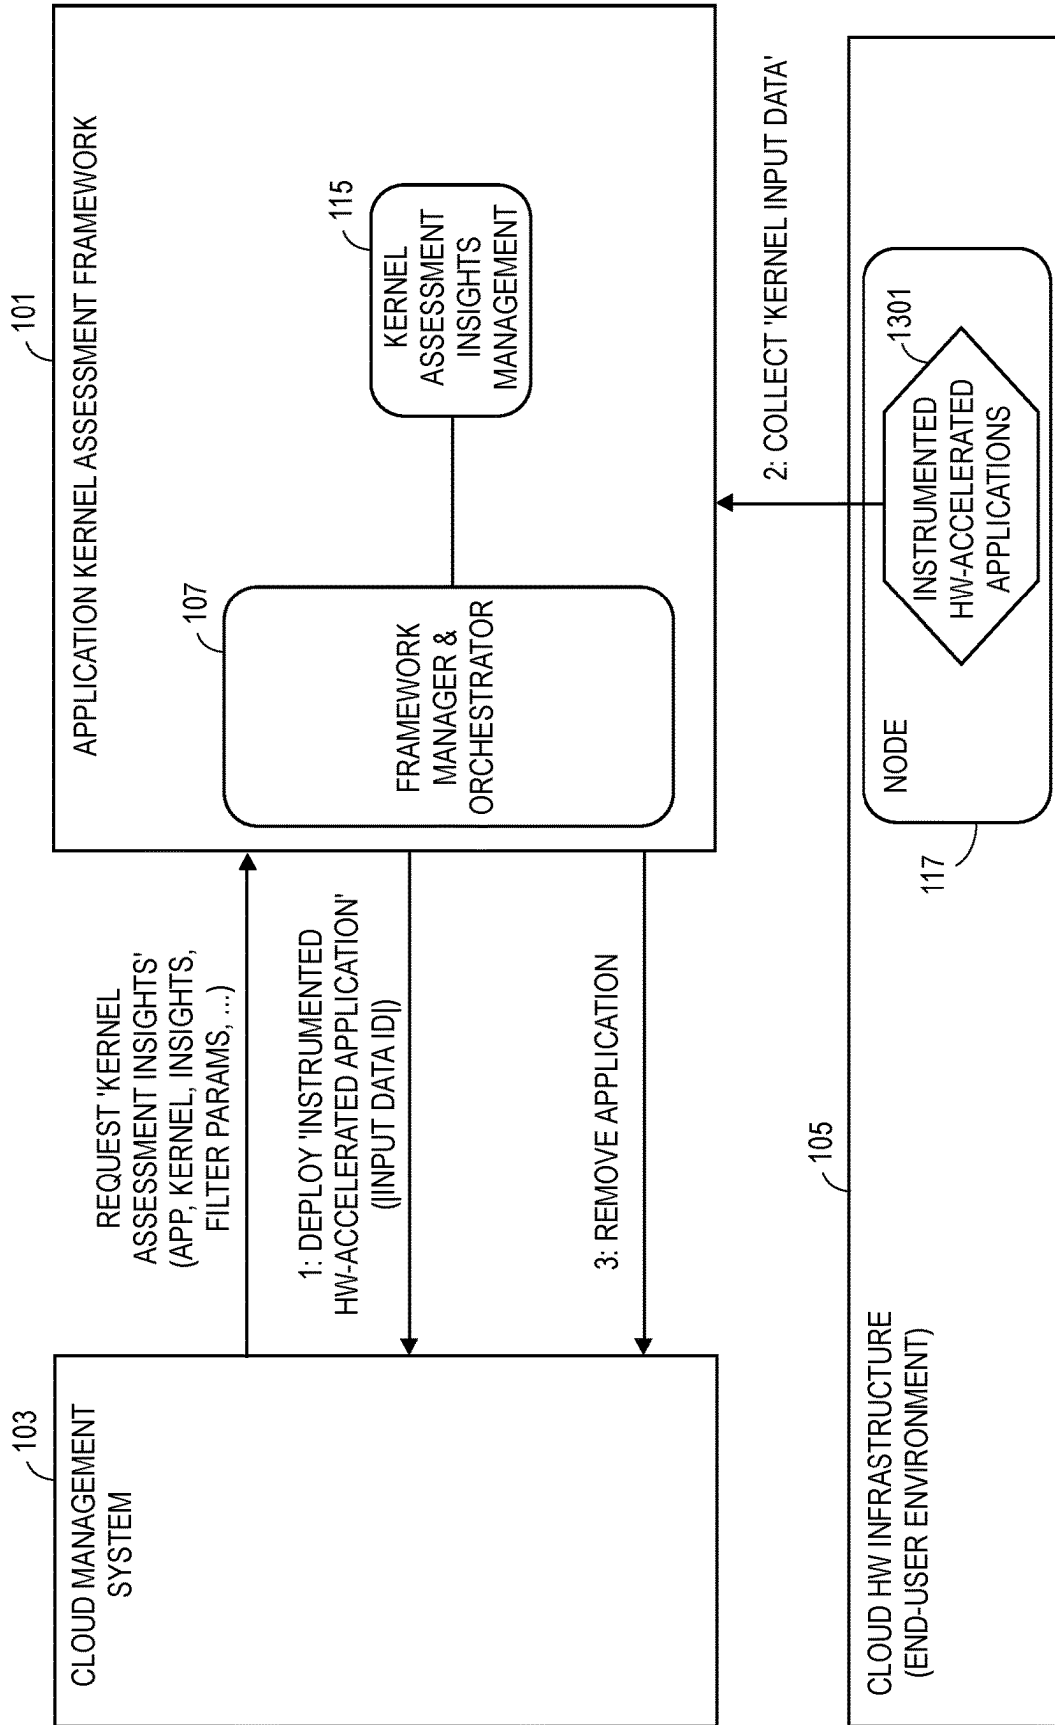 103
CLOUD MANAGEMENT
SYSTEM
REQUEST 'KERNEL
ASSESSMENT INSIGHTS'
(APP, KERNEL, INSIGHTS,
FILTER PARAMS, ...)
1: DEPLOY 'INSTRUMENTED
HW-ACCELERATED APPLICATION'
(|INPUT DATA ID|)
3: REMOVE APPLICATION
101
APPLICATION KERNEL ASSESSMENT FRAMEWORK
107
FRAMEWORK
MANAGER &
ORCHESTRATOR
115
KERNEL
ASSESSMENT
INSIGHTS
MANAGEMENT
2: COLLECT 'KERNEL INPUT DATA'
105
CLOUD HW INFRASTRUCTURE
(END-USER ENVIRONMENT)
117
NODE
1301
INSTRUMENTED
HW-ACCELERATED
APPLICATIONS